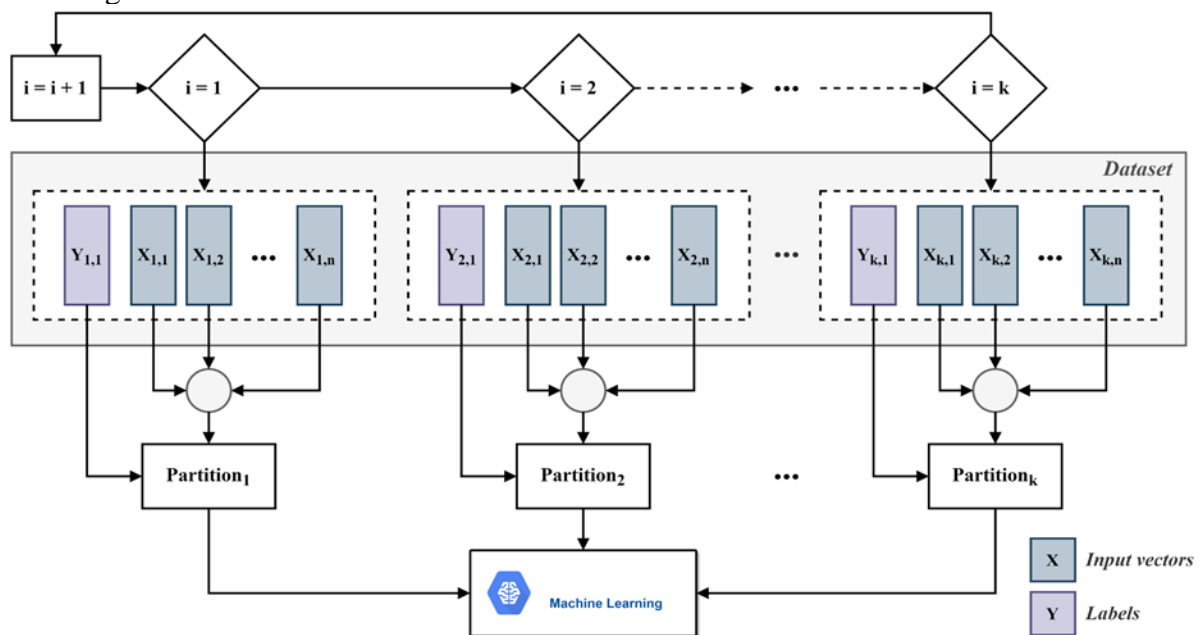 i = i + 1
i = 1
i = 2
...
i = k
Dataset
Y1,1
X1,1
X1,2
...
X1,n
Y2,1
X2,1
X2,2
...
X2,n
...
Yk,1
Xk,1
Xk,2
...
Xk,n
Partition1
Partition2
...
Partitionk
Machine Learning
X Input vectors
Y Labels